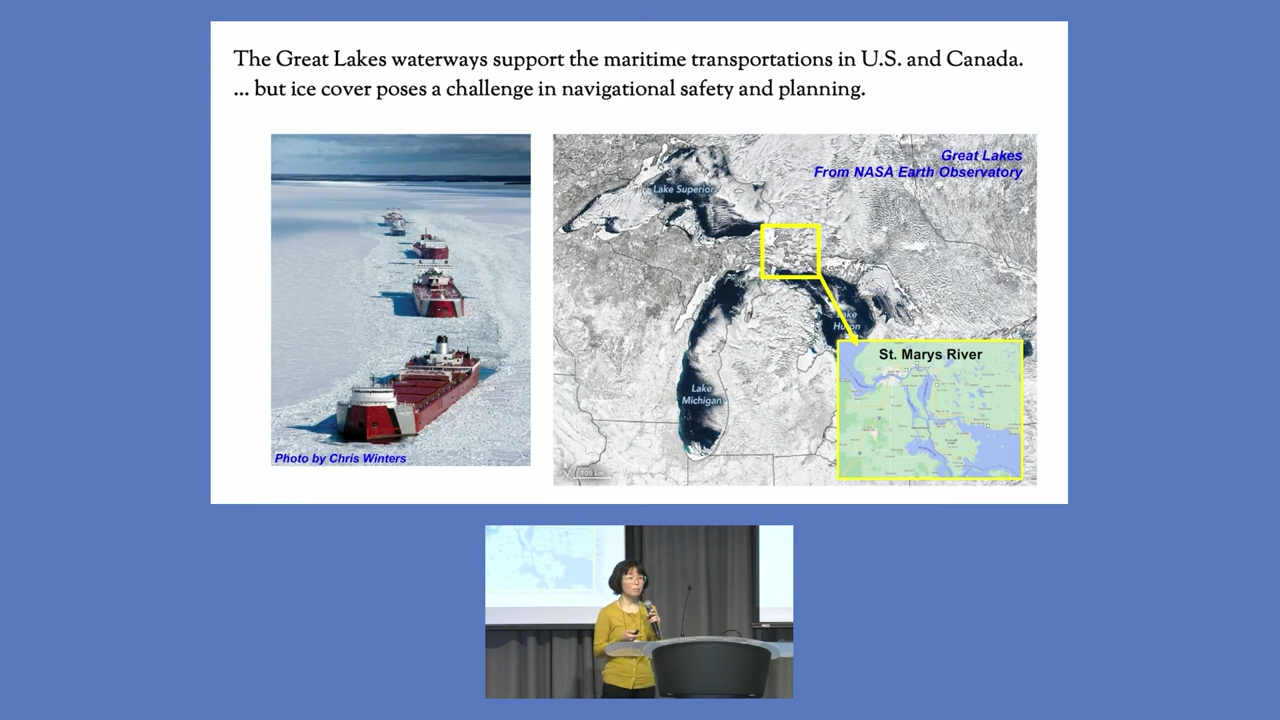 The Great Lakes waterways support the maritime transportations in U.S. and Canada.
... but ice cover poses a challenge in navigational safety and planning.
Photo by Chris Winters
Great Lakes
From NASA Earth Observatory
Lake Superior
Lake
Huron
Lake
Michigan
St. Marys River